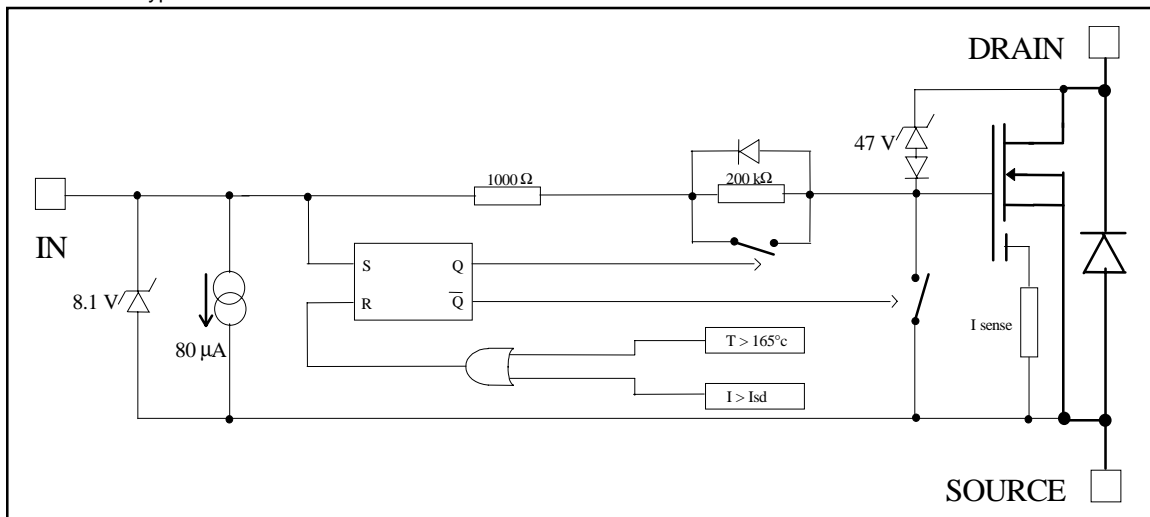 DRAIN
47 V
1000 Ω
200 kΩ
IN
S
Q
R
Q
8.1 V
80 µA
T > 165°c
I > Isd
I sense
SOURCE